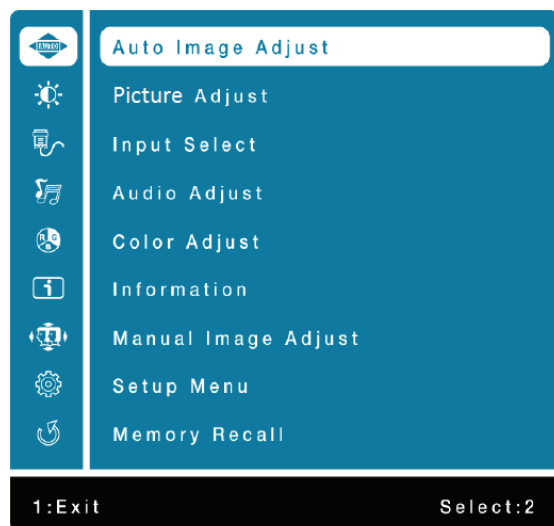 Auto Image Adjust
Picture Adjust
Input Select
Audio Adjust
R G B Color Adjust
i Information
Manual Image Adjust
Setup Menu
Memory Recall
1:Exit Select:2